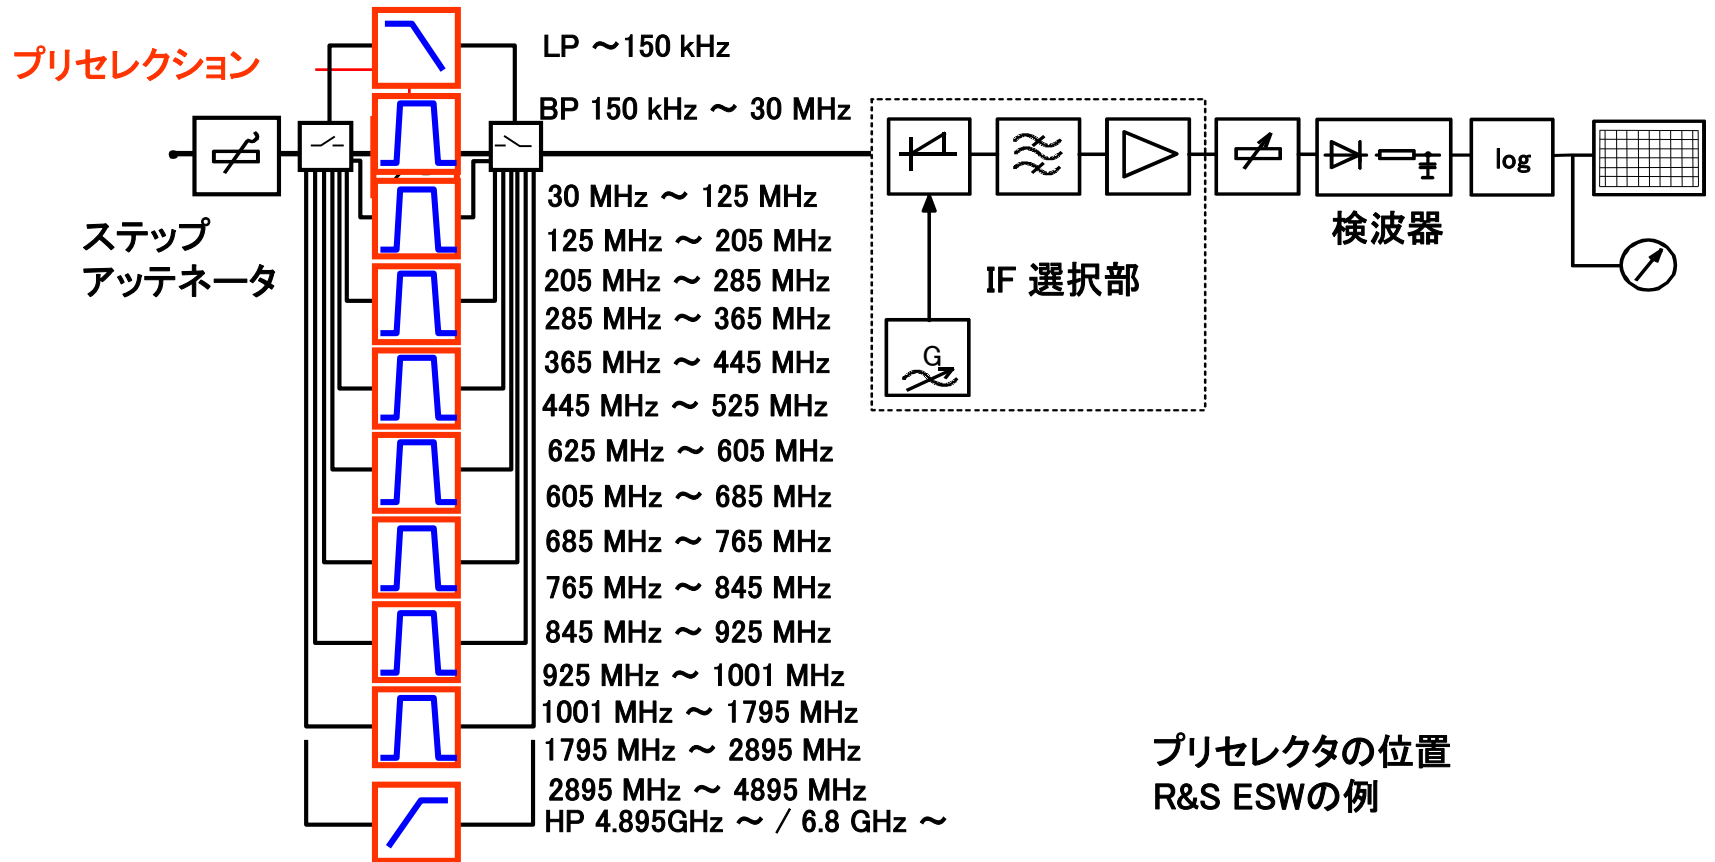 プリセレクション
ステップ
アッテネータ
LP ～150 kHz
BP 150 kHz ～ 30 MHz
30 MHz ～ 125 MHz
125 MHz ～ 205 MHz
205 MHz ～ 285 MHz
285 MHz ～ 365 MHz
365 MHz ～ 445 MHz
445 MHz ～ 525 MHz
625 MHz ～ 605 MHz
605 MHz ～ 685 MHz
685 MHz ～ 765 MHz
765 MHz ～ 845 MHz
845 MHz ～ 925 MHz
925 MHz ～ 1001 MHz
1001 MHz ～ 1795 MHz
1795 MHz ～ 2895 MHz
2895 MHz ～ 4895 MHz
HP 4.895GHz ～ / 6.8 GHz ～
IF 選択部
G
検波器
log
プリセレクタの位置
R&S ESWの例